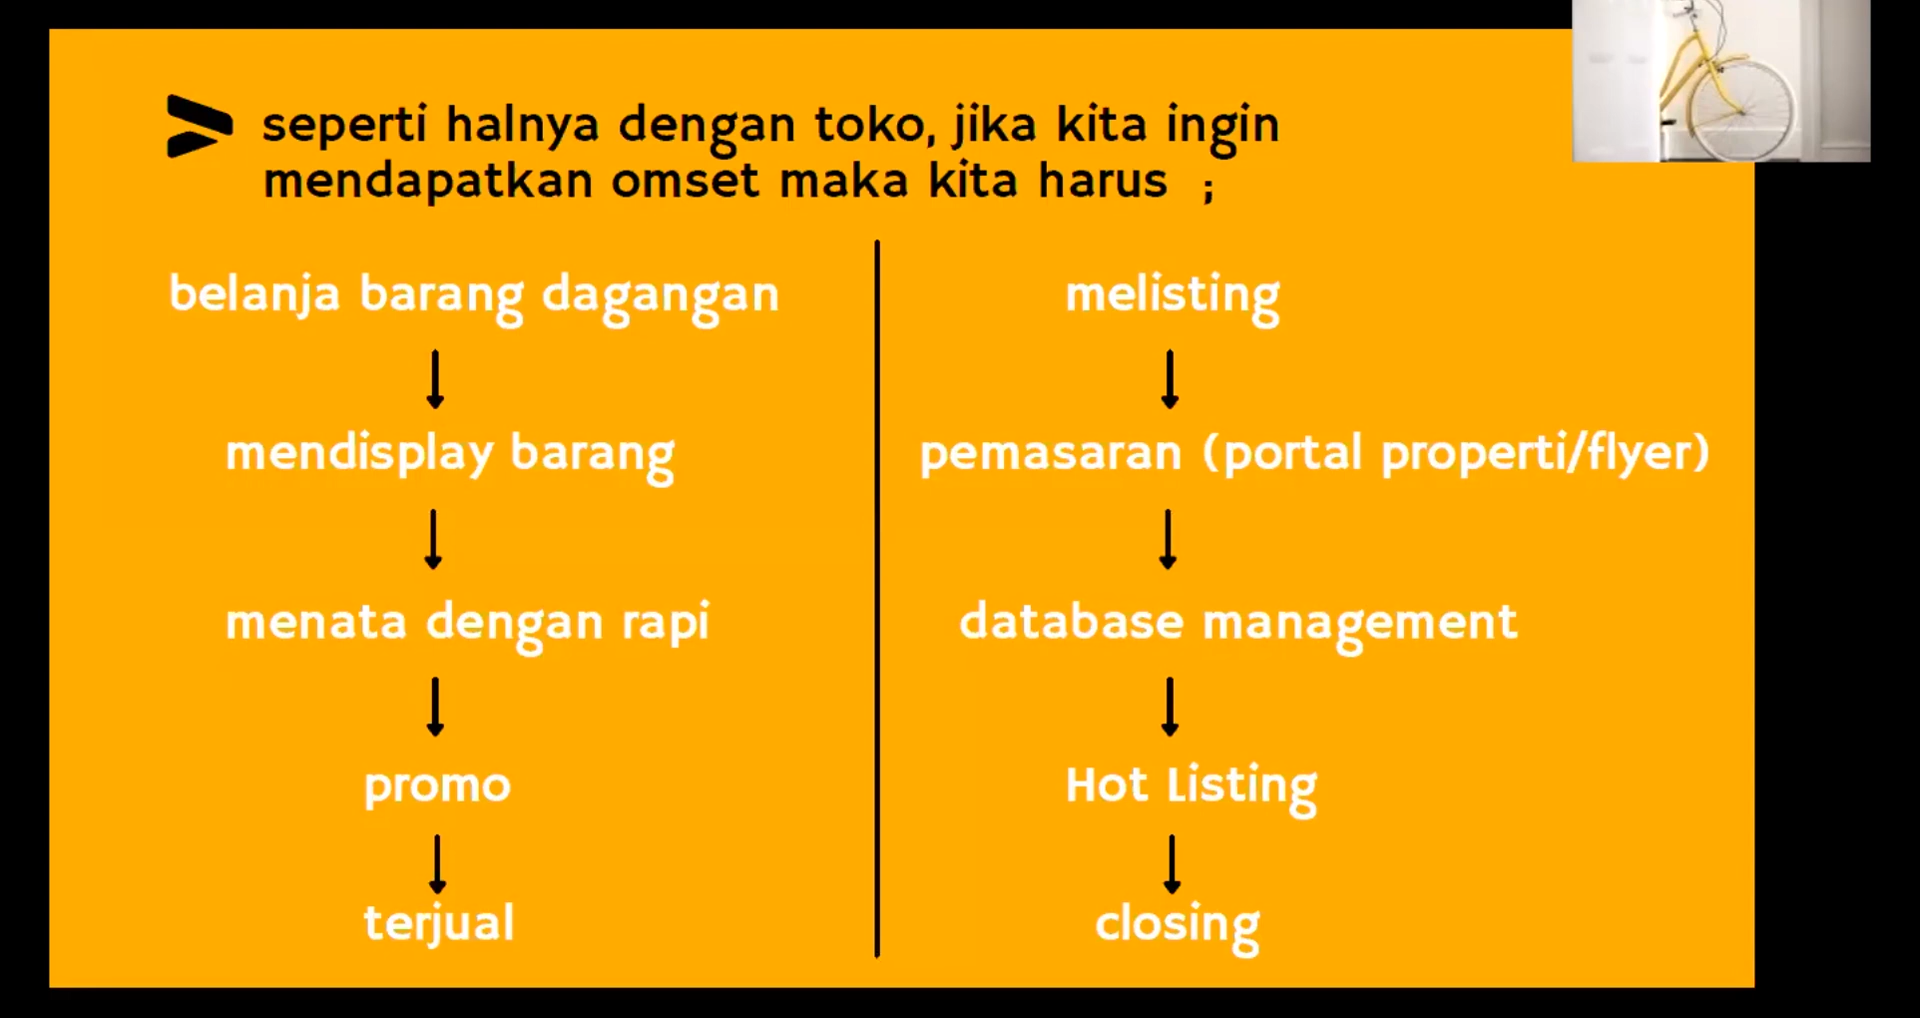 seperti halnya dengan toko, jika kita ingin
mendapatkan omset maka kita harus ;
belanja barang dagangan
mendisplay barang
menata dengan rapi
promo
terjual
melisting
pemasaran (portal properti/flyer)
database management
Hot Listing
closing